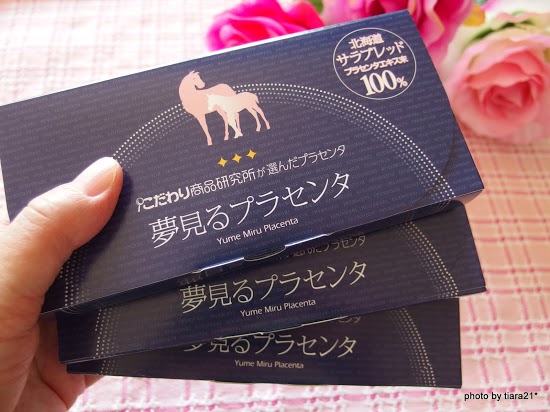 北海道
サラブレッド
プラセンタエキス末
100%
こだわり商品研究所が選んだプラセンタ
夢見るプラセンタ
Yume Miru Placenta
夢見るプラセンタ
Yume Miru Placenta
夢見るプラセンタ
Yume Miru Placenta
photo by tiara21*